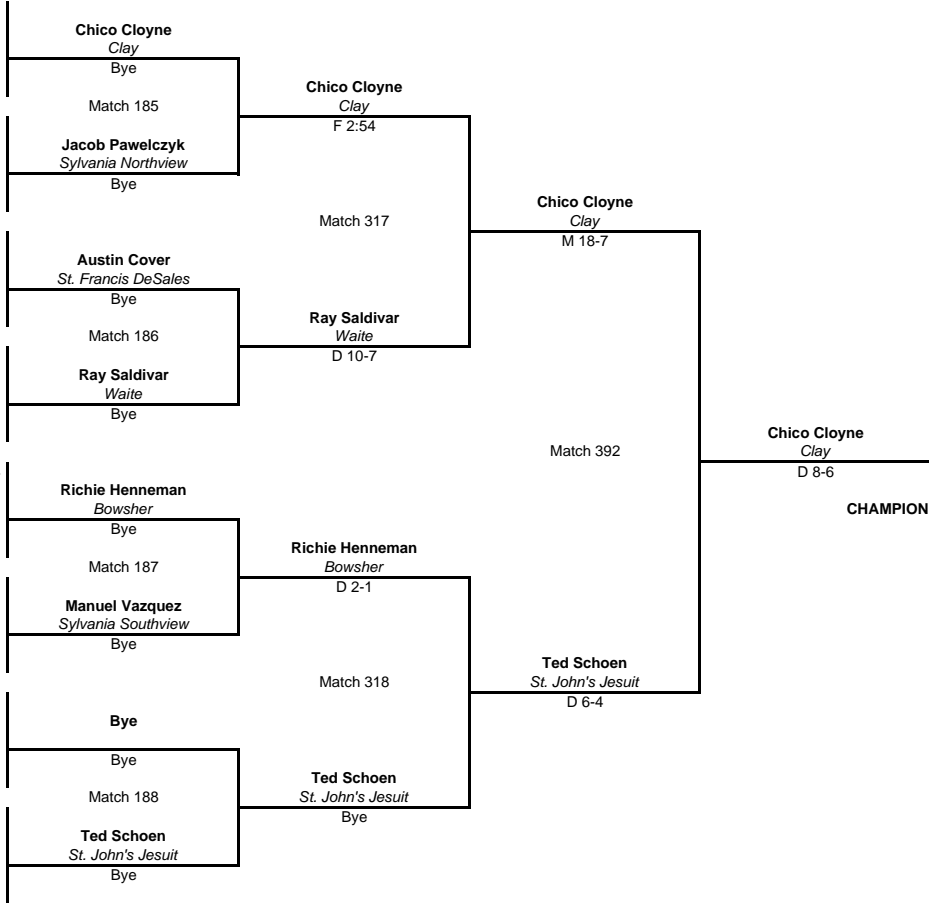 Chico Cloyne
Clay
Bye
Match 185
Jacob Pawelczyk
Sylvania Northview
Bye
Chico Cloyne
Clay
F 2:54
Match 317
Austin Cover
St. Francis DeSales
Bye
Match 186
Ray Saldivar
Waite
Bye
Ray Saldivar
Waite
D 10-7
Chico Cloyne
Clay
M 18-7
Match 392
Richie Henneman
Bowsher
Bye
Match 187
Manuel Vazquez
Sylvania Southview
Bye
Richie Henneman
Bowsher
D 2-1
Match 318
Bye
Bye
Match 188
Ted Schoen
St. John's Jesuit
Bye
Ted Schoen
St. John's Jesuit
Bye
Ted Schoen
St. John's Jesuit
D 6-4
Chico Cloyne
Clay
D 8-6
CHAMPION